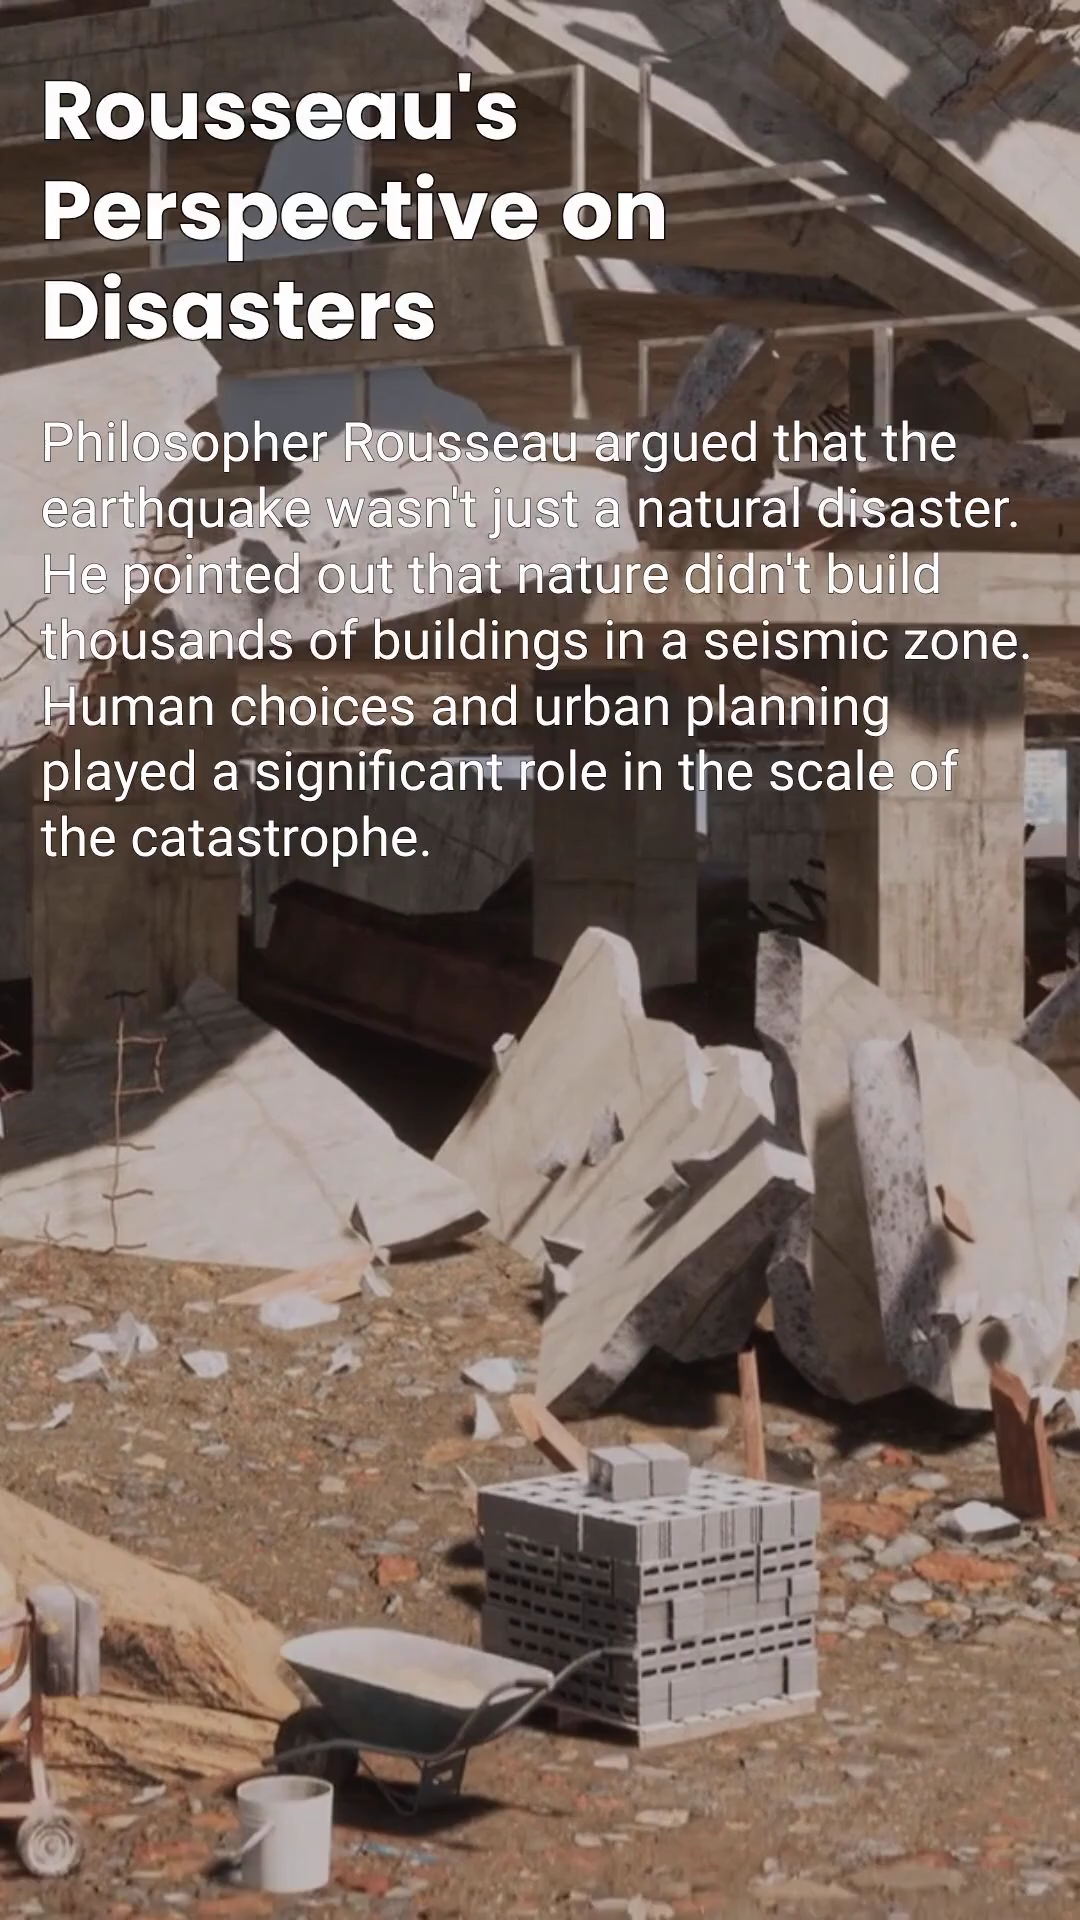 Rousseau's
Perspective on
Disasters
Philosopher Rousseau argued that the
earthquake wasn't just a natural disaster.
He pointed out that nature didn't build
thousands of buildings in a seismic zone.
Human choices and urban planning
played a significant role in the scale of
the catastrophe.